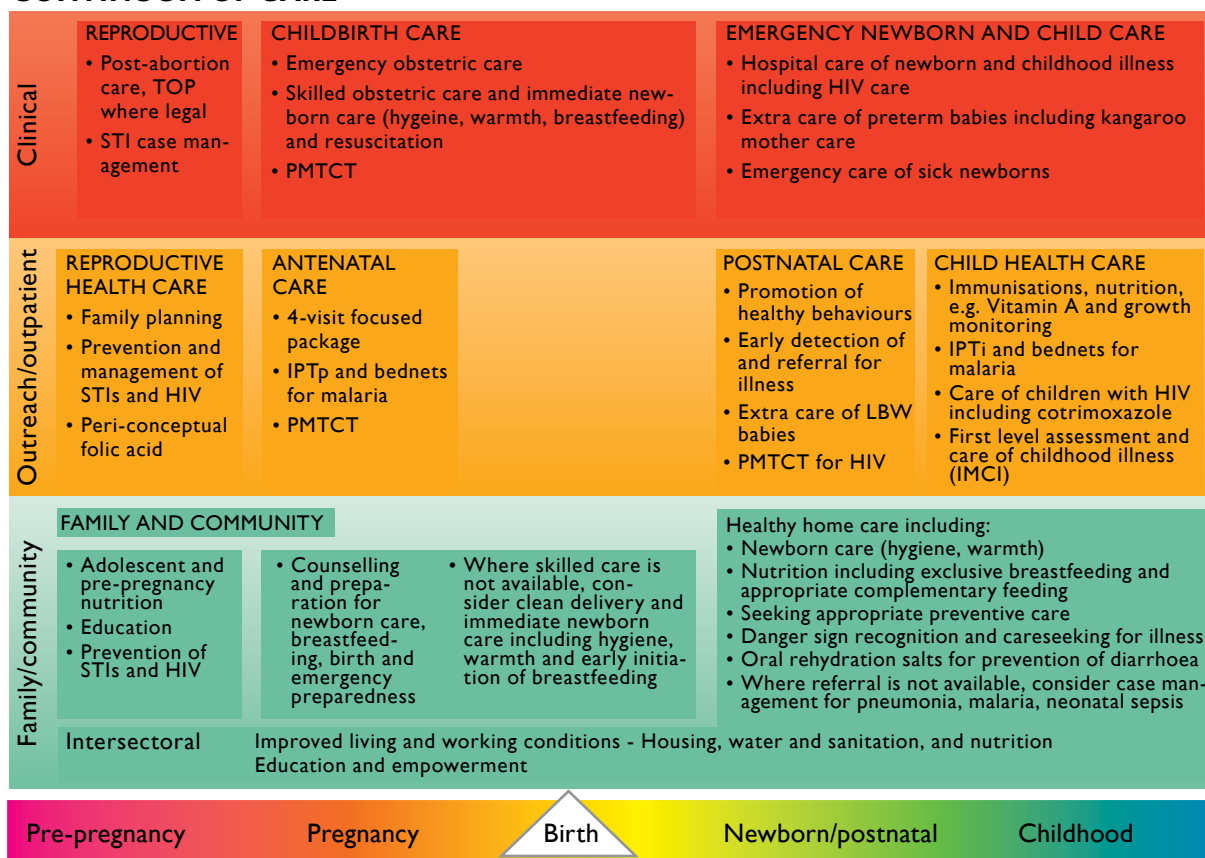 CONTINUUM OF CARE
Clinical
REPRODUCTIVE
• Post-abortion
care, TOP
where legal
• STI case man-
agement
CHILDBIRTH CARE
• Emergency obstetric care
• Skilled obstetric care and immediate new-
born care (hygeine, warmth, breastfeeding)
and resuscitation
• PMTCT
EMERGENCY NEWBORN AND CHILD CARE
• Hospital care of newborn and childhood illness
including HIV care
• Extra care of preterm babies including kangaroo
mother care
• Emergency care of sick newborns
Outreach/outpatient
REPRODUCTIVE
HEALTH CARE
• Family planning
• Prevention and
management of
STIs and HIV
• Peri-conceptual
folic acid
ANTENATAL
CARE
• 4-visit focused
package
• IPTp and bednets
for malaria
• PMTCT
POSTNATAL CARE
• Promotion of
healthy behaviours
• Early detection of
and referral for
illness
• Extra care of LBW
babies
• PMTCT for HIV
CHILD HEALTH CARE
• Immunisations, nutrition,
e.g. Vitamin A and growth
monitoring
• IPTi and bednets for
malaria
• Care of children with HIV
including cotrimoxazole
• First level assessment and
care of childhood illness
(IMCI)
Family/community
FAMILY AND COMMUNITY
• Adolescent and
pre-pregnancy
nutrition
• Education
• Prevention of
STIs and HIV
• Counselling
and prepa-
ration for
newborn care,
breastfeed-
ing, birth and
emergency
preparedness
• Where skilled care is
not available, con-
sider clean delivery and
immediate newborn
care including hygiene,
warmth and early initia-
tion of breastfeeding
Healthy home care including:
• Newborn care (hygiene, warmth)
• Nutrition including exclusive breastfeeding and
appropriate complementary feeding
• Seeking appropriate preventive care
• Danger sign recognition and careseeking for illness
• Oral rehydration salts for prevention of diarrhoea
• Where referral is not available, consider case man-
agement for pneumonia, malaria, neonatal sepsis
Intersectoral
Improved living and working conditions - Housing, water and sanitation, and nutrition
Education and empowerment
Pre-pregnancy
Pregnancy
Birth
Newborn/postnatal
Childhood